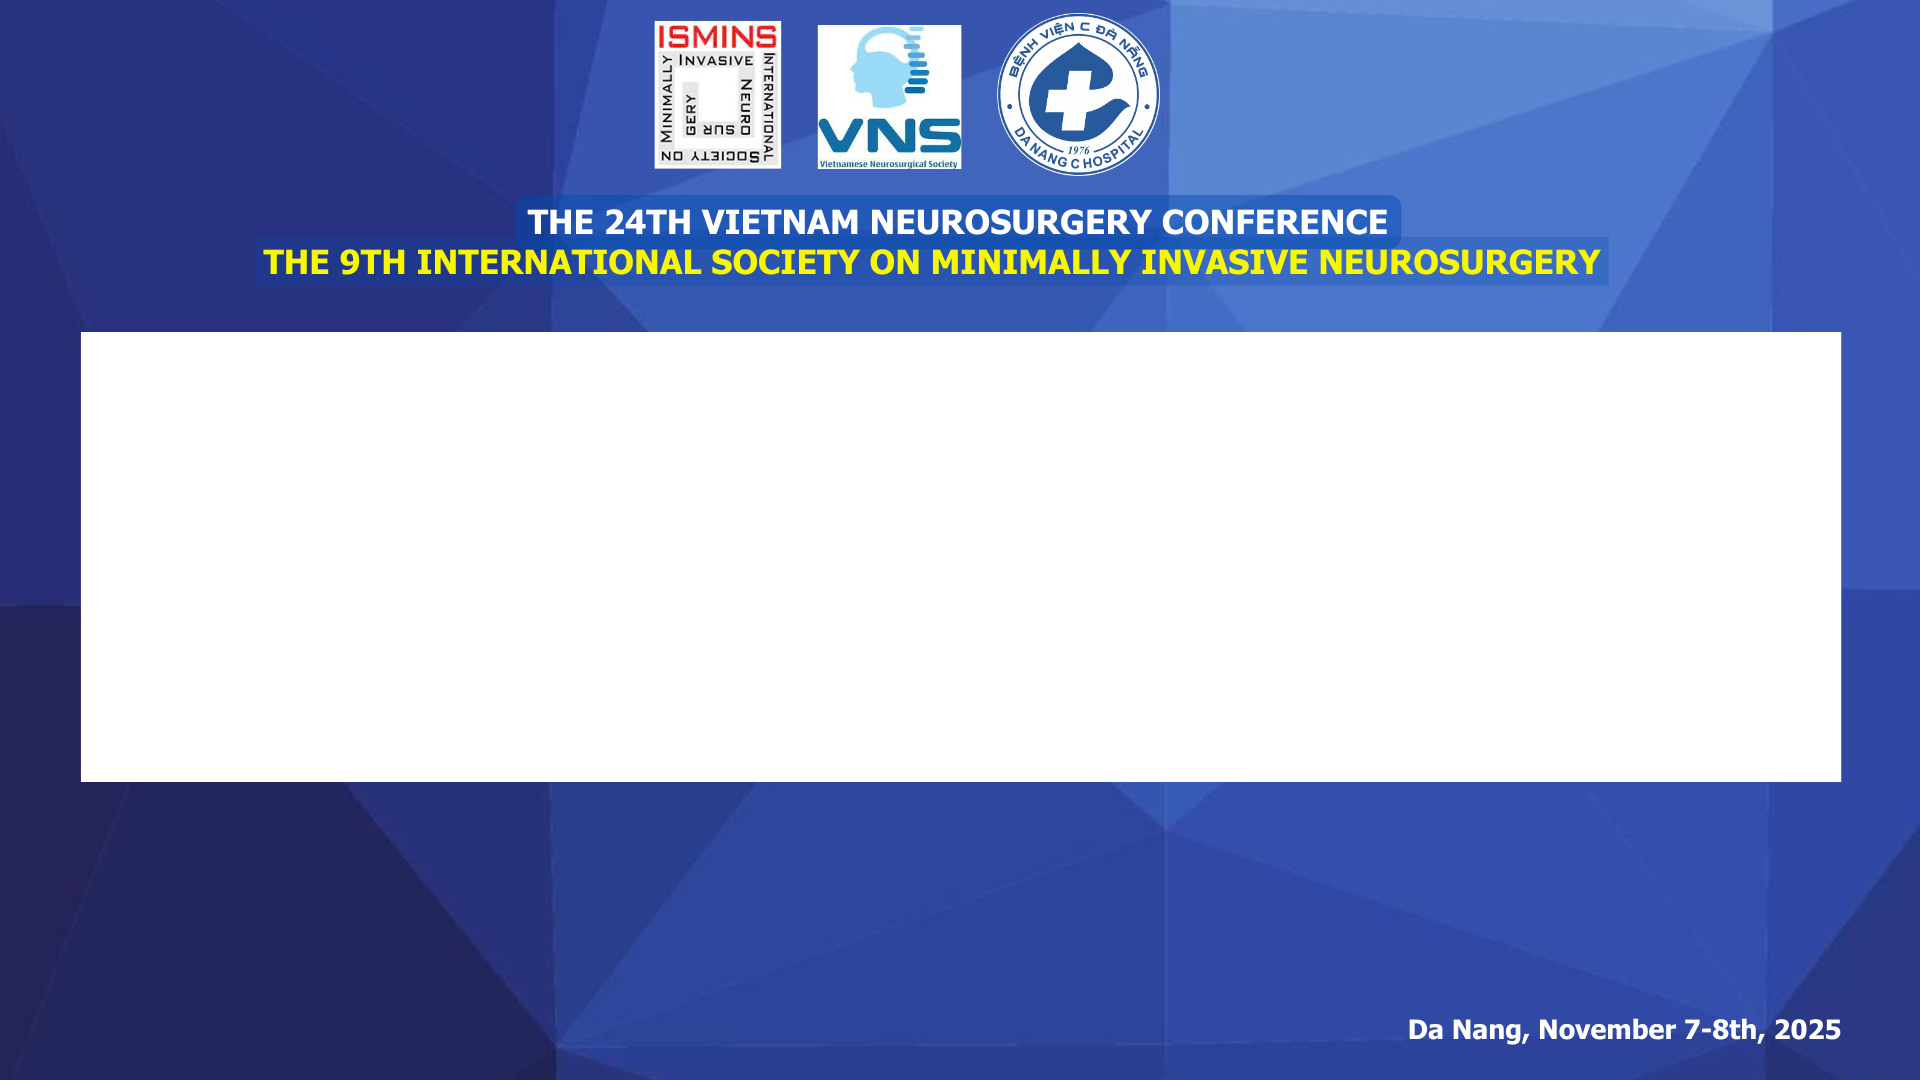 ISMINS
INTERNATIONAL
SOCIETY ON
MINIMALLY
INVASIVE
NEURO
SUR
GERY
VNS
Vietnamese Neurosurgical Society
BỆNH VIỆN C ĐÀ NẴNG
1976
DA NANG C HOSPITAL
THE 24TH VIETNAM NEUROSURGERY CONFERENCE
THE 9TH INTERNATIONAL SOCIETY ON MINIMALLY INVASIVE NEUROSURGERY
Da Nang, November 7-8th, 2025